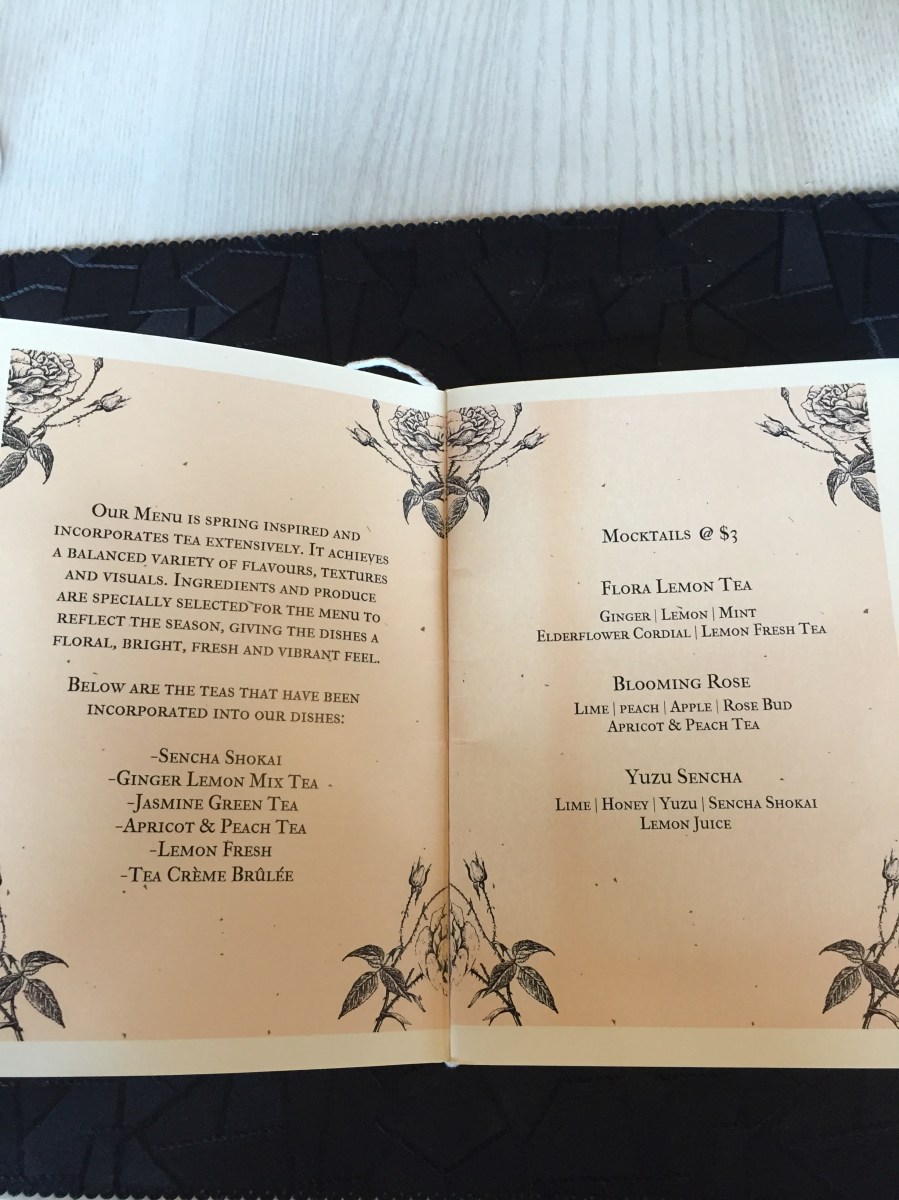 Our Menu is spring inspired and
incorporates tea extensively. It achieves
a balanced variety of flavours, textures
and visuals. Ingredients and produce
are specially selected for the menu to
reflect the season, giving the dishes a
floral, bright, fresh and vibrant feel.
Below are the teas that have been
incorporated into our dishes:
-Sencha Shokai
-Ginger Lemon Mix Tea
-Jasmine Green Tea
-Apricot & Peach Tea
-Lemon Fresh
-Tea Crème Brûlée
Mocktails @ $3
Flora Lemon Tea
Ginger | Lemon | Mint
Elderflower Cordial | Lemon Fresh Tea
Blooming Rose
Lime | peach | Apple | Rose Bud
Apricot & Peach Tea
Yuzu Sencha
Lime | Honey | Yuzu | Sencha Shokai
Lemon Juice